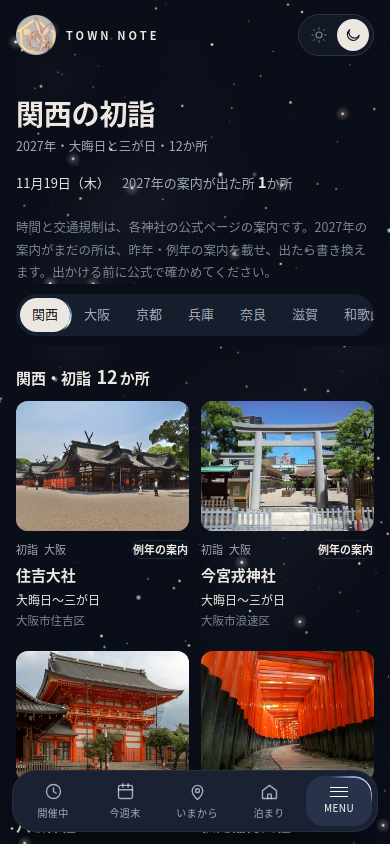 TOWN NOTE
関西の初詣
2027年・大晦日と三が日・12か所
11月19日（木） 2027年の案内が出た所 1か所
時間と交通規制は、各神社の公式ページの案内です。2027年の
案内がまだの所は、昨年・例年の案内を載せ、出たら書き換え
ます。出かける前に公式で確かめてください。
関西 大阪 京都 兵庫 奈良 滋賀 和歌山
関西・初詣 12か所
初詣 大阪 例年の案内
住吉大社
大晦日〜三が日
大阪市住吉区
初詣 大阪 例年の案内
今宮戎神社
大晦日〜三が日
大阪市浪速区
開催中 今週末 いまから 泊まり MENU